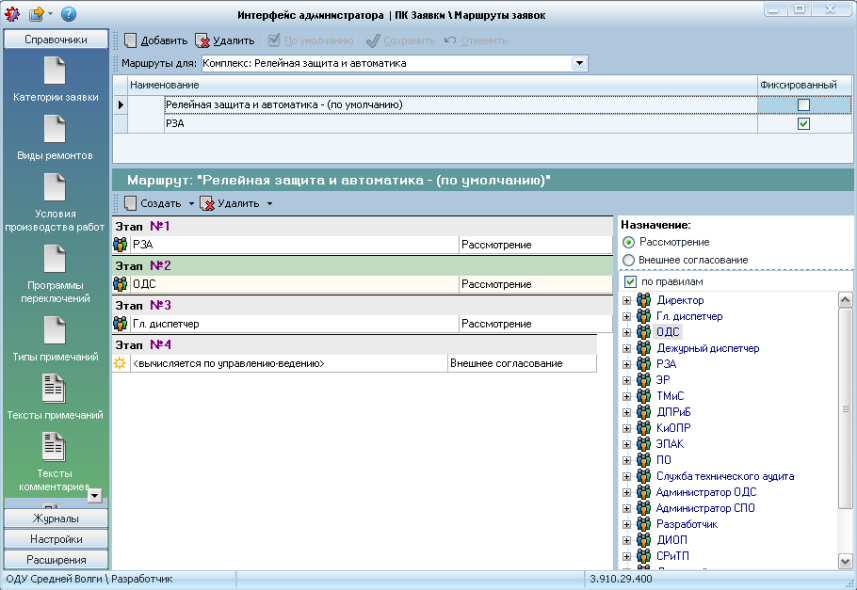 Интерфейс администратора | ПК Заявки \ Маршруты заявок
Справочники
Категории заявки
Виды ремонтов
Условия
производства работ
Программы
переключений
Типы примечаний
Тексты примечаний
Тексты
комментариев
Журналы
Настройки
Расширения
Добавить Удалить По умолчанию Сохранить Отменить
Маршруты для: Комплекс: Релейная защита и автоматика
Наименование Фиксированный
Релейная защита и автоматика - (по умолчанию)
РЗА
Маршрут: "Релейная защита и автоматика - (по умолчанию)"
Создать Удалить
Этап №1
РЗА Рассмотрение
Этап №2
ОДС Рассмотрение
Этап №3
Гл. диспетчер Рассмотрение
Этап №4
<вычисляется по управлению-ведению> Внешнее согласование
Назначение:
Рассмотрение
Внешнее согласование
по правилам
Директор
Гл. диспетчер
ОДС
Дежурный диспетчер
РЗА
ЭР
ТМиС
ДПРиБ
КиОПР
ЭПАК
ПО
Служба технического аудита
Администратор ОДС
Администратор СПО
Разработчик
ДИОП
СРиТП
ОДУ Средней Волги \ Разработчик 3.910.29.400